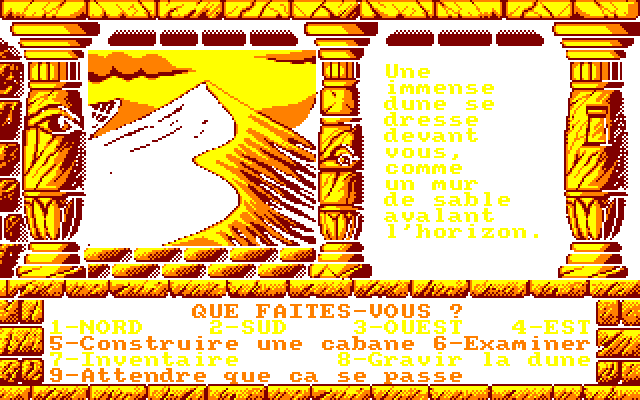 Une
immense
dune se
dresse
devant
vous,
comme
un mur
de sable
avalant
l'horizon.
QUE FAITES-VOUS ?
1-NORD 2-SUD 3-OUEST 4-EST
5-Construire une cabane 6-Examiner
7-Inventaire 8-Gravir la dune
9-Attendre que ca se passe